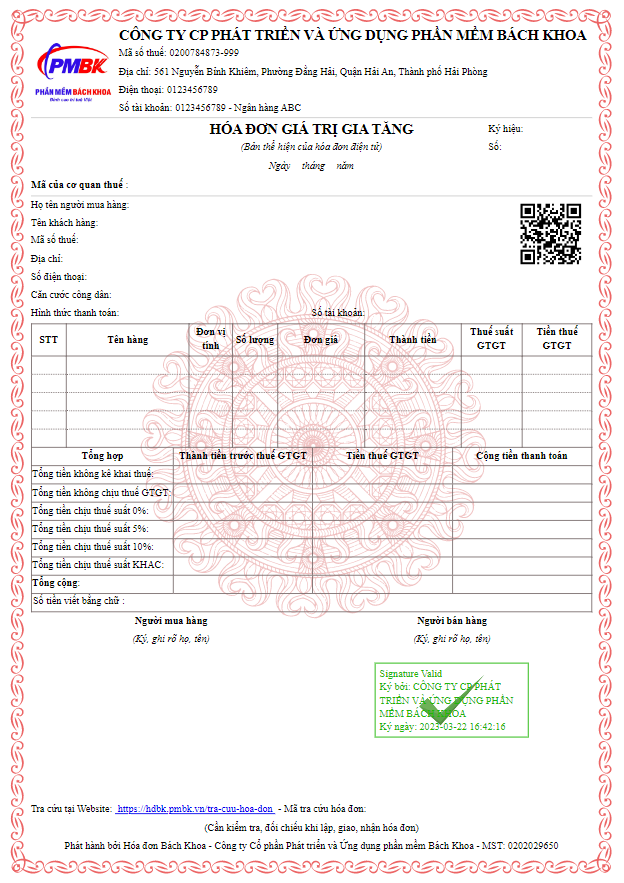 CÔNG TY CP PHÁT TRIỂN VÀ ỨNG DỤNG PHẦN MỀM BÁCH KHOA
PMBK
PHẦN MỀM BÁCH KHOA
Đỉnh cao trí tuệ Việt
Mã số thuế: 0200784873-999
Địa chỉ: 561 Nguyễn Bỉnh Khiêm, Phường Đằng Hải, Quận Hải An, Thành phố Hải Phòng
Điện thoại: 0123456789
Số tài khoản: 0123456789 - Ngân hàng ABC
HÓA ĐƠN GIÁ TRỊ GIA TĂNG
Ký hiệu:
(Bản thể hiện của hóa đơn điện tử)
Số:
Ngày tháng năm
Mã của cơ quan thuế :
Họ tên người mua hàng:
Tên khách hàng:
Mã số thuế:
Địa chỉ:
Số điện thoại:
Căn cước công dân:
Hình thức thanh toán: Số tài khoản:
STT Tên hàng Đơn vị tính Số lượng Đơn giá Thành tiền Thuế suất GTGT Tiền thuế GTGT
Tổng hợp Thành tiền trước thuế GTGT Tiền thuế GTGT Cộng tiền thanh toán
Tổng tiền không kê khai thuế:
Tổng tiền không chịu thuế GTGT:
Tổng tiền chịu thuế suất 0%:
Tổng tiền chịu thuế suất 5%:
Tổng tiền chịu thuế suất 10%:
Tổng tiền chịu thuế suất KHAC:
Tổng cộng:
Số tiền viết bằng chữ :
Người mua hàng Người bán hàng
(Ký, ghi rõ họ, tên) (Ký, ghi rõ họ, tên)
Signature Valid
Ký bởi: CÔNG TY CP PHÁT
TRIỂN VÀ ỨNG DỤNG PHẦN
MỀM BÁCH KHOA
Ký ngày: 2023-03-22 16:42:16
Tra cứu tại Website: https://hdbk.pmbk.vn/tra-cuu-hoa-don - Mã tra cứu hóa đơn:
(Cần kiểm tra, đối chiếu khi lập, giao, nhận hóa đơn)
Phát hành bởi Hóa đơn Bách Khoa - Công ty Cổ phần Phát triển và Ứng dụng phần mềm Bách Khoa - MST: 0202029650